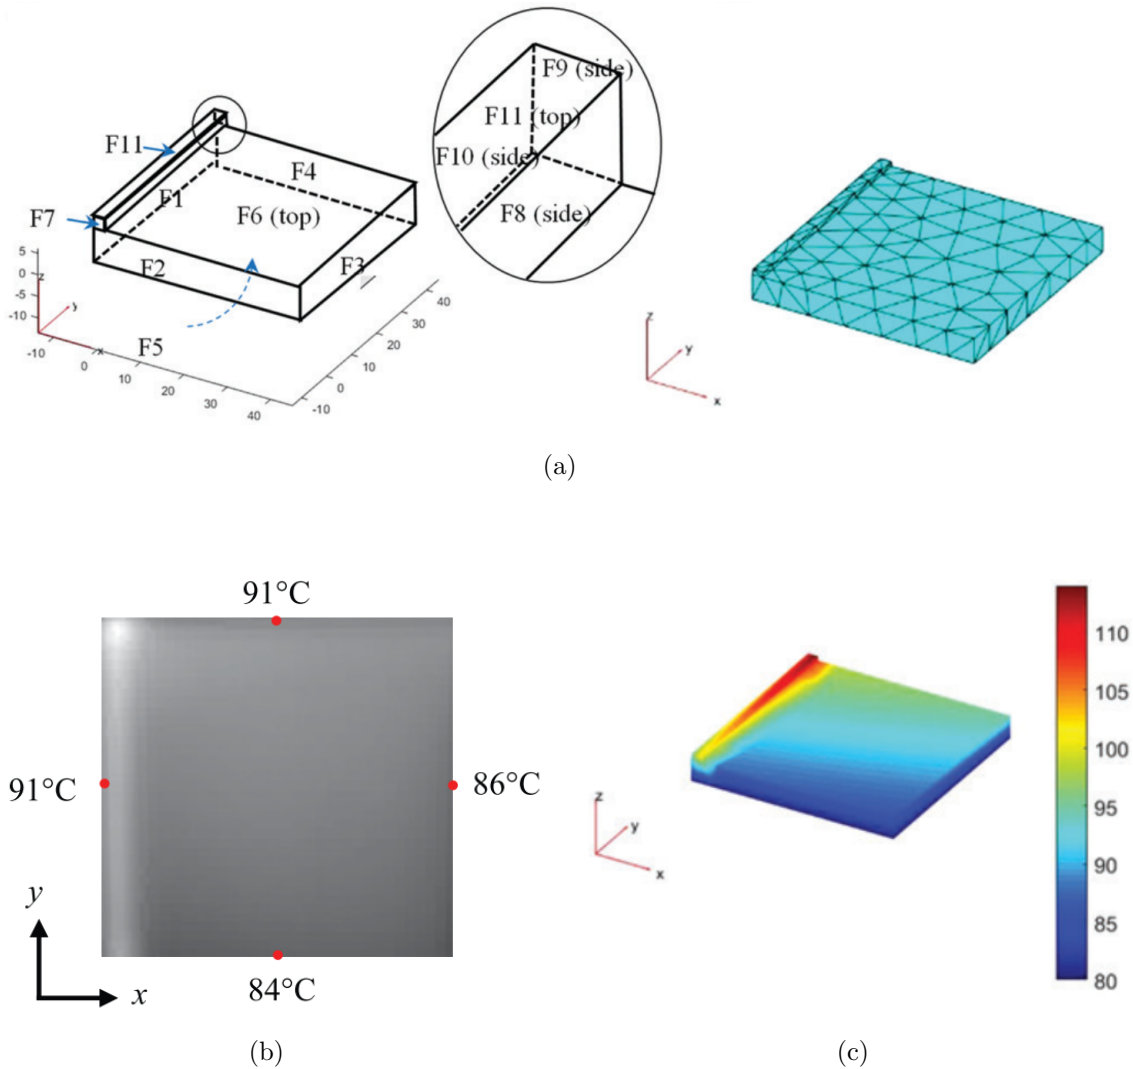 F9 (side)
F11 (top)
F10 (side)
F8 (side)
F11
F4
F1
F7
F6 (top)
F2
F3
F5
5
0
-5
-10
z
y
x
-10
0
10
20
30
40
-10
0
10
20
30
40
z
y
x
(a)
91°C
91°C
86°C
84°C
y
x
(b)
z
y
x
110
105
100
95
90
85
80
(c)